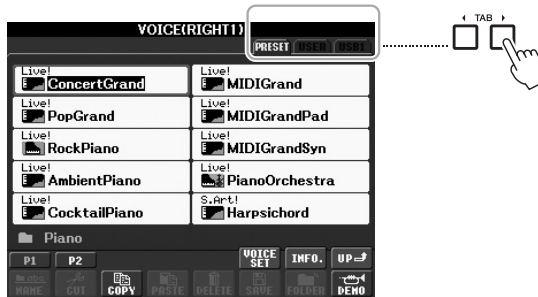 VOICE(RIGHT1)
PRESET USER USB1
TAB
Live! Live!
ConcertGrand MIDIGrand
Live! Live!
PopGrand MIDIGrandPad
Live! Live!
RockPiano MIDIGrandSyn
Live! Live!
AmbientPiano PianoOrchestra
Live! S.Art!
CocktailPiano Harpsichord
Piano
P1 P2 VOICE SET INFO. UP
NAME CUT COPY PASTE DELETE SAVE FOLDER DEMO